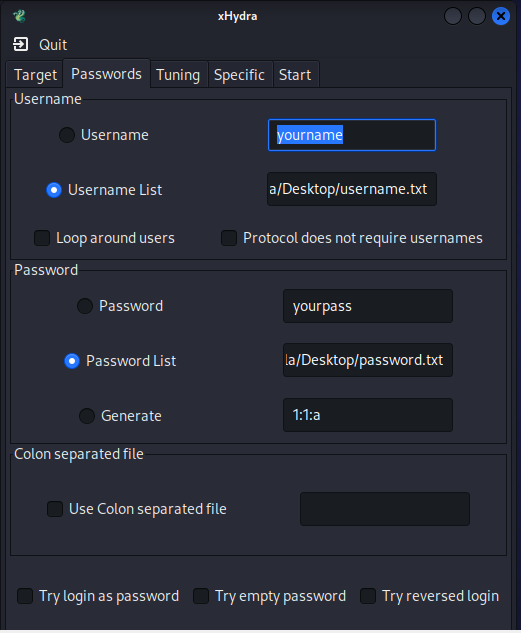 xHydra
Quit
Target Passwords Tuning Specific Start
Username
Username yourname
Username List a/Desktop/username.txt
Loop around users Protocol does not require usernames
Password
Password yourpass
Password List la/Desktop/password.txt
Generate 1:1:a
Colon separated file
Use Colon separated file
Try login as password Try empty password Try reversed login